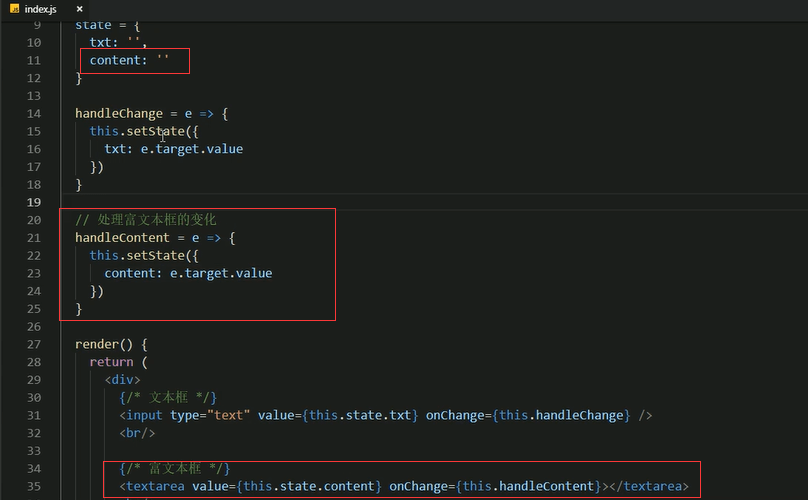 JS index.js ×
9 state = {
10 txt: '',
11 content: ''
12 }
13
14 handleChange = e => {
15 this.setState({
16 txt: e.target.value
17 })
18 }
19
20 // 处理富文本框的变化
21 handleContent = e => {
22 this.setState({
23 content: e.target.value
24 })
25 }
26
27 render() {
28 return (
29 <div>
30 {/* 文本框 */}
31 <input type="text" value={this.state.txt} onChange={this.handleChange} />
32 <br/>
33
34 {/* 富文本框 */}
35 <textarea value={this.state.content} onChange={this.handleContent}></textarea>